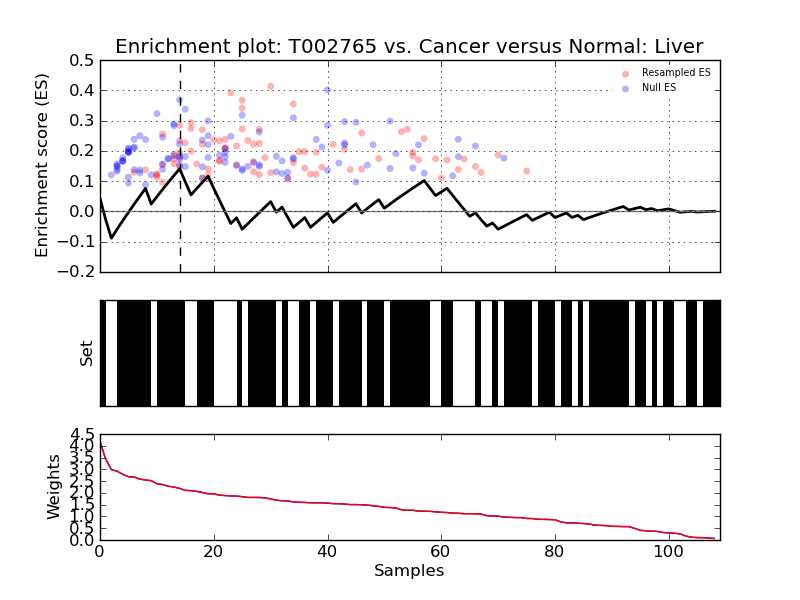 Enrichment plot: T002765 vs. Cancer versus Normal: Liver
Enrichment score (ES)
0.5
0.4
0.3
0.2
0.1
0.0
−0.1
−0.2
Resampled ES
Null ES
Set
Weights
4.5
4.0
3.5
3.0
2.5
2.0
1.5
1.0
0.5
0.0
0 20 40 60 80 100
Samples